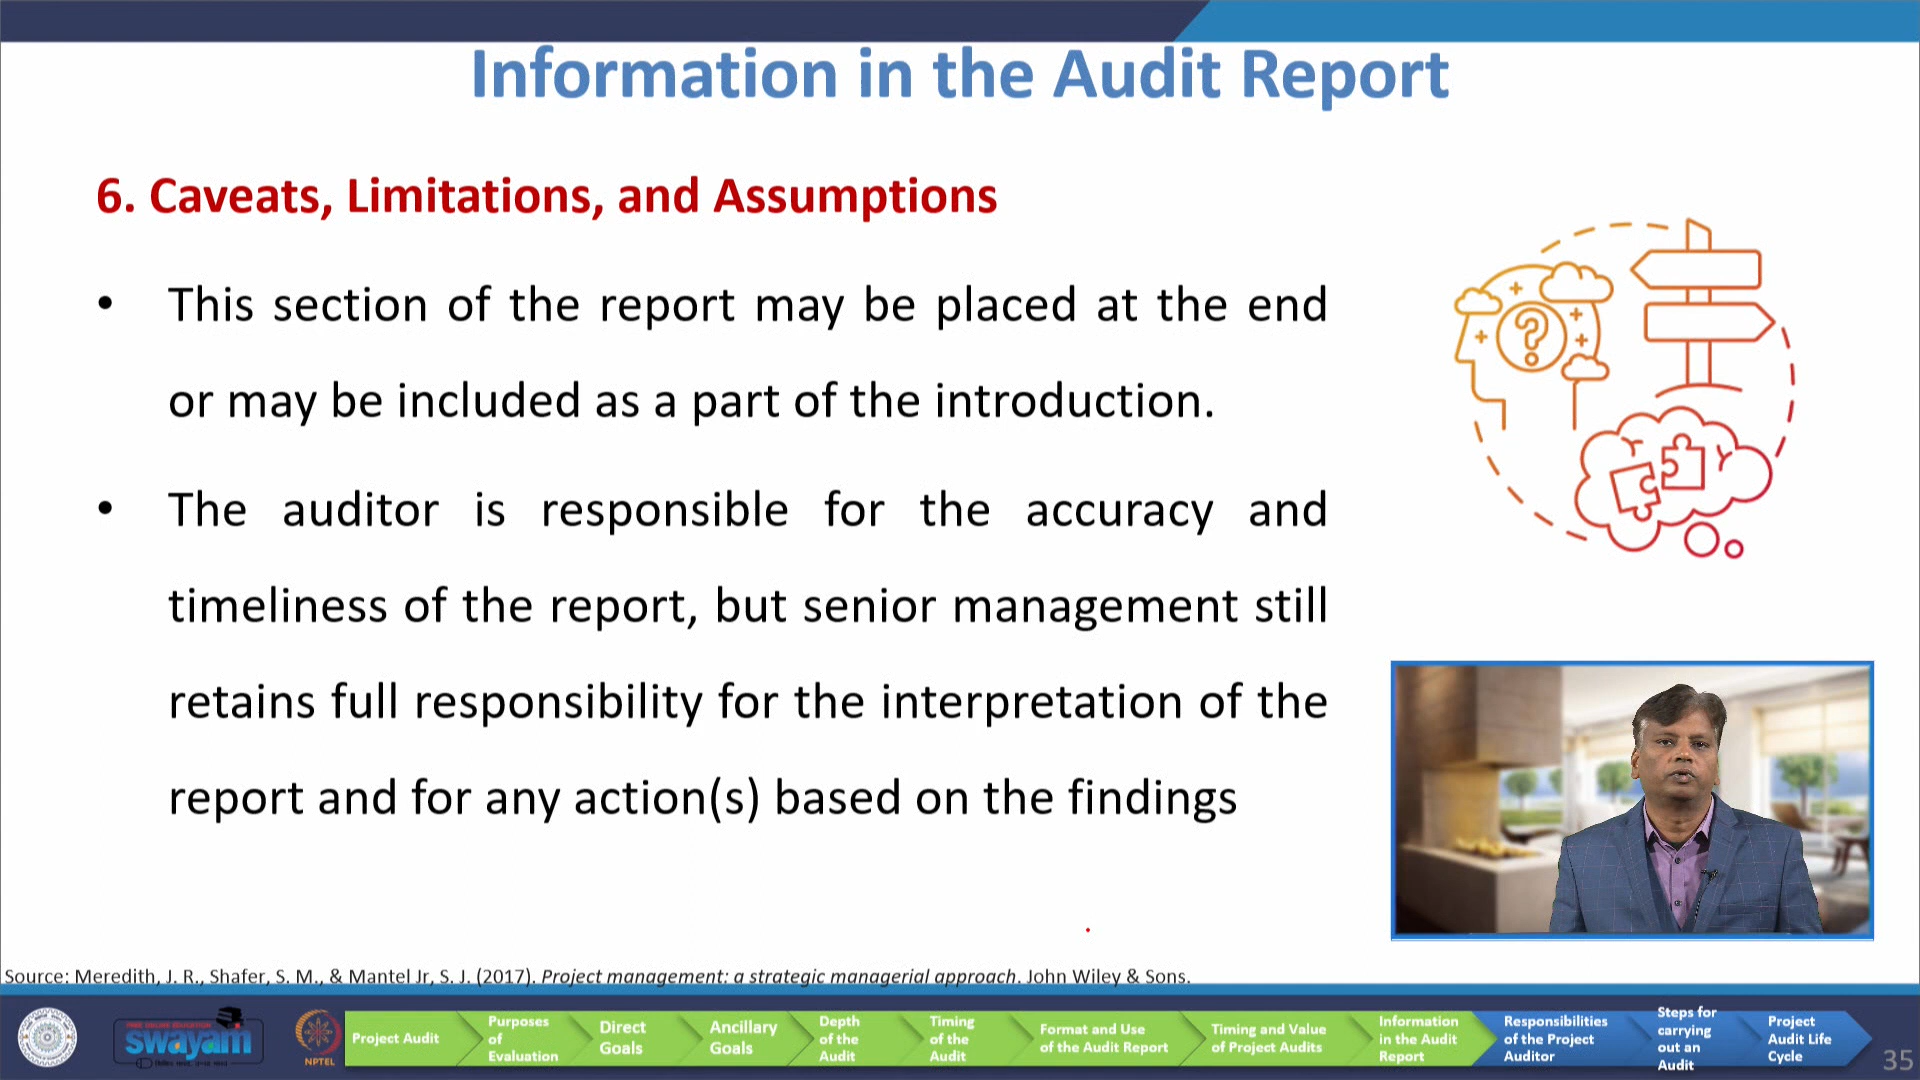 Information in the Audit Report
6. Caveats, Limitations, and Assumptions
• This section of the report may be placed at the end
or may be included as a part of the introduction.
• The auditor is responsible for the accuracy and
timeliness of the report, but senior management still
retains full responsibility for the interpretation of the
report and for any action(s) based on the findings
Source: Meredith, J. R., Shafer, S. M., & Mantel Jr, S. J. (2017). Project management: a strategic managerial approach. John Wiley & Sons.
FREE ONLINE EDUCATION
swayam
NPTEL
Project Audit
Purposes
of
Evaluation
Direct
Goals
Ancillary
Goals
Depth
of the
Audit
Timing
of the
Audit
Format and Use
of the Audit Report
Timing and Value
of Project Audits
Information
in the Audit
Report
Responsibilities
of the Project
Auditor
Steps for
carrying
out an
Audit
Project
Audit Life
Cycle
35